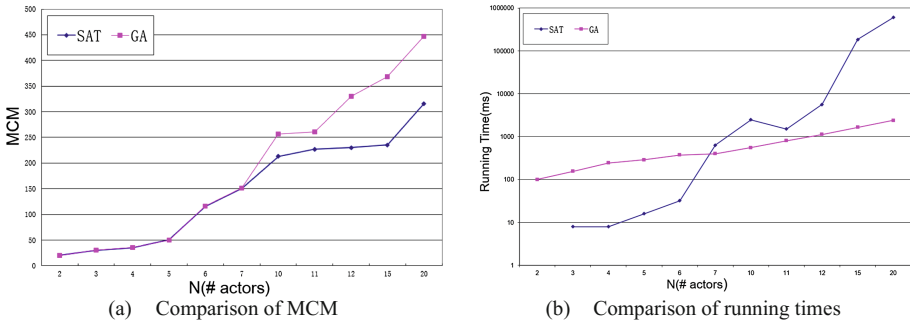 500
450
400
350
300
250
200
150
100
50
0
MCM
SAT GA
2 3 4 5 6 7 10 11 12 15 20
N(# actors)
(a) Comparison of MCM
1000000
100000
10000
1000
100
10
1
Running Time(ms)
SAT GA
2 3 4 5 6 7 10 11 12 15 20
N(# actors)
(b) Comparison of running times